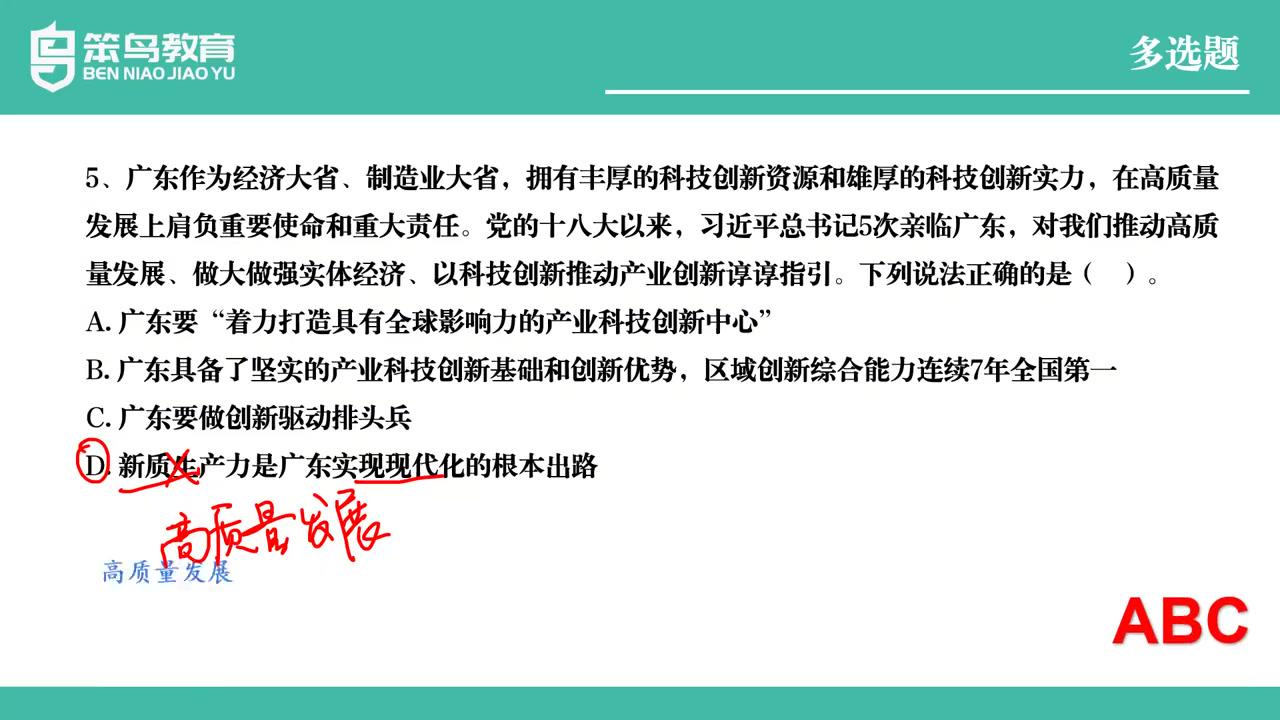 笨鸟教育
BEN NIAO JIAO YU
多选题
5、广东作为经济大省、制造业大省，拥有丰厚的科技创新资源和雄厚的科技创新实力，在高质量
发展上肩负重要使命和重大责任。党的十八大以来，习近平总书记5次亲临广东，对我们推动高质
量发展、做大做强实体经济、以科技创新推动产业创新谆谆指引。下列说法正确的是（　）。
A. 广东要“着力打造具有全球影响力的产业科技创新中心”
B. 广东具备了坚实的产业科技创新基础和创新优势，区域创新综合能力连续7年全国第一
C. 广东要做创新驱动排头兵
D. 新质生产力是广东实现现代化的根本出路
高质量发展
高质量发展
ABC